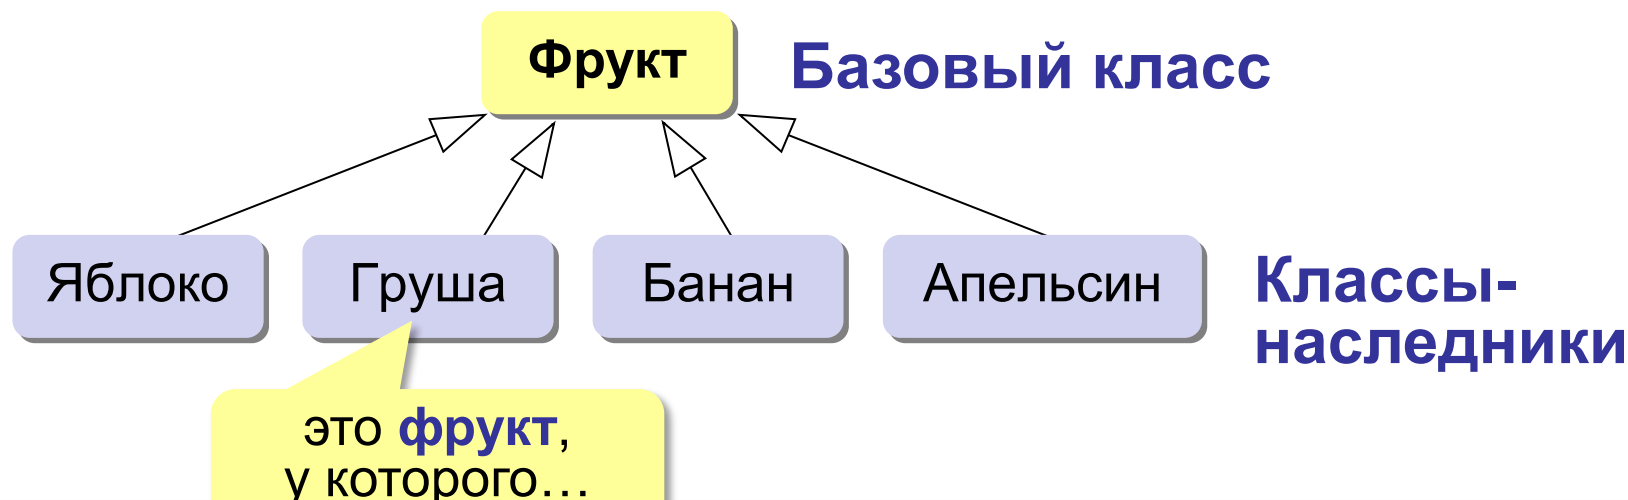 Фрукт
Базовый класс
Яблоко
Груша
Банан
Апельсин
Классы-
наследники
это фрукт,
у которого...